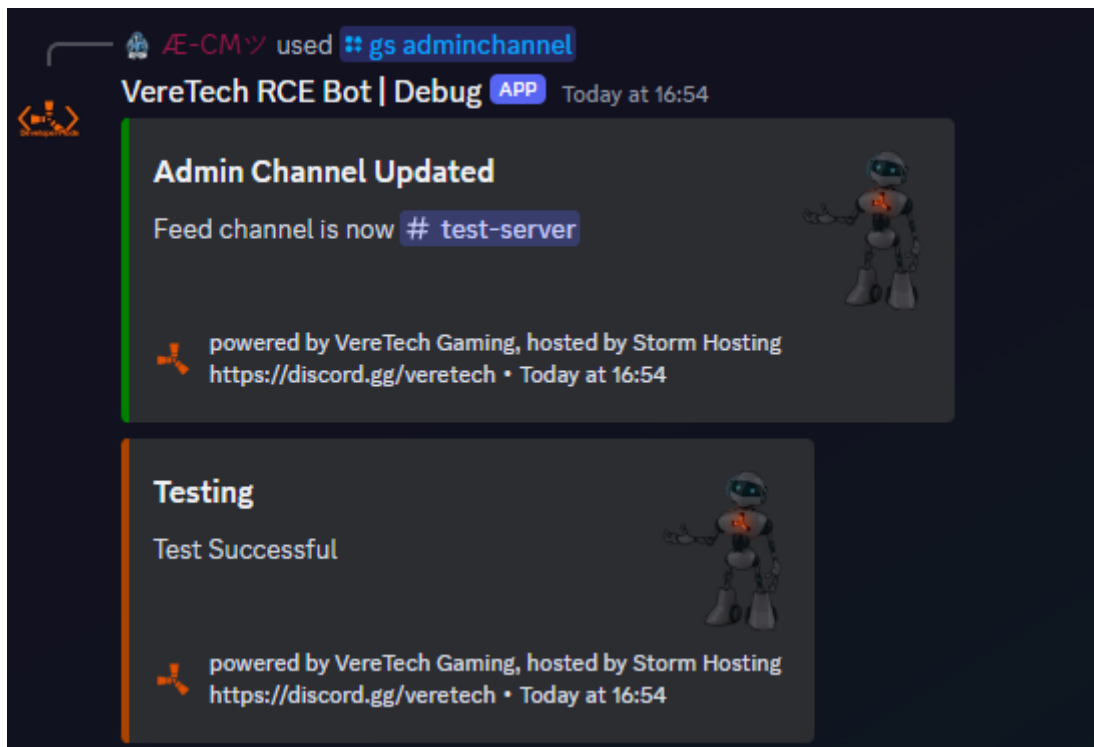 Æ-CMツ used gs adminchannel
VereTech RCE Bot | Debug APP Today at 16:54
Admin Channel Updated
Feed channel is now # test-server
powered by VereTech Gaming, hosted by Storm Hosting
https://discord.gg/veretech • Today at 16:54
Testing
Test Successful
powered by VereTech Gaming, hosted by Storm Hosting
https://discord.gg/veretech • Today at 16:54